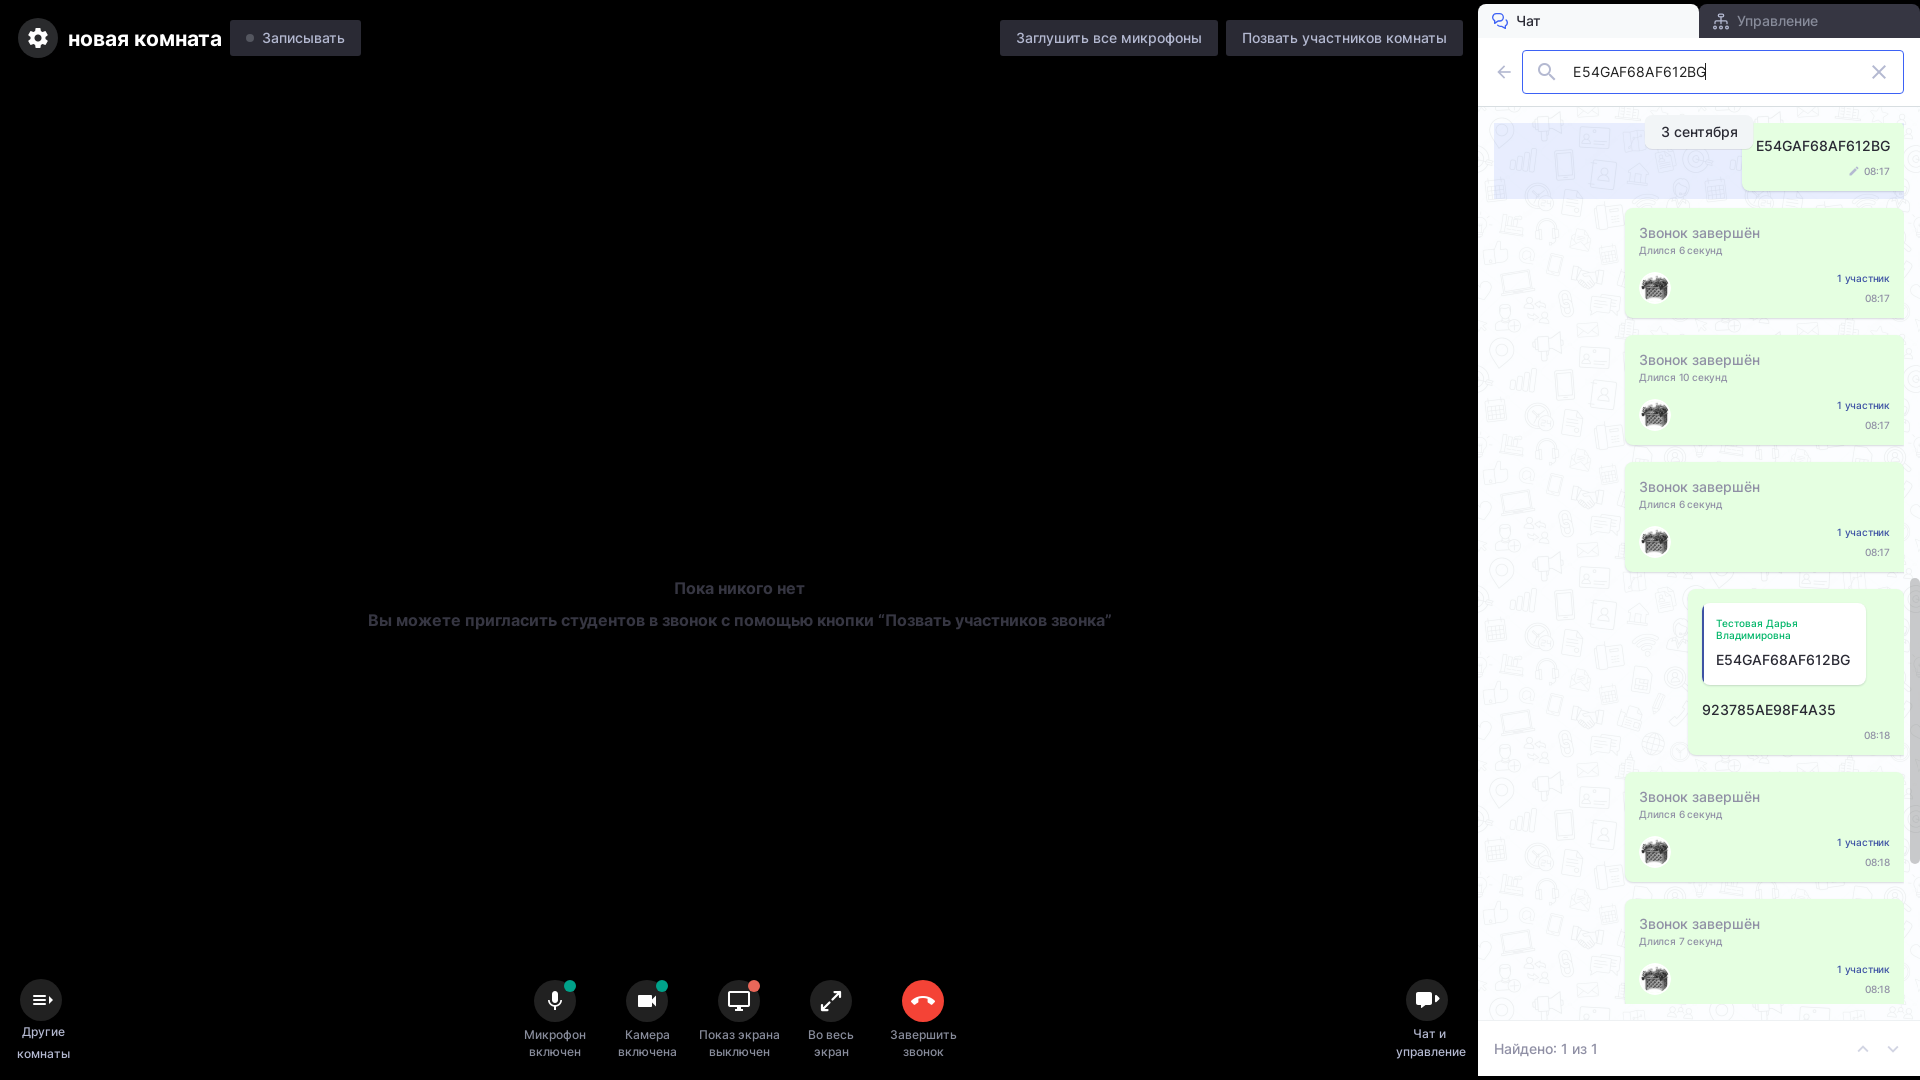 новая комната
Записывать
Заглушить все микрофоны
Позвать участников комнаты
Чат
Управление
E54GAF68AF612BG
3 сентября
E54GAF68AF612BG
08:17
Звонок завершён
Длился 6 секунд
1 участник
08:17
Звонок завершён
Длился 10 секунд
1 участник
08:17
Звонок завершён
Длился 6 секунд
1 участник
08:17
Тестовая Дарья
Владимировна
E54GAF68AF612BG
923785AE98F4A35
08:18
Звонок завершён
Длился 6 секунд
1 участник
08:18
Звонок завершён
Длился 7 секунд
1 участник
08:18
Найдено: 1 из 1
Пока никого нет
Вы можете пригласить студентов в звонок с помощью кнопки “Позвать участников звонка”
Другие
комнаты
Микрофон
включен
Камера
включена
Показ экрана
выключен
Во весь
экран
Завершить
звонок
Чат и
управление